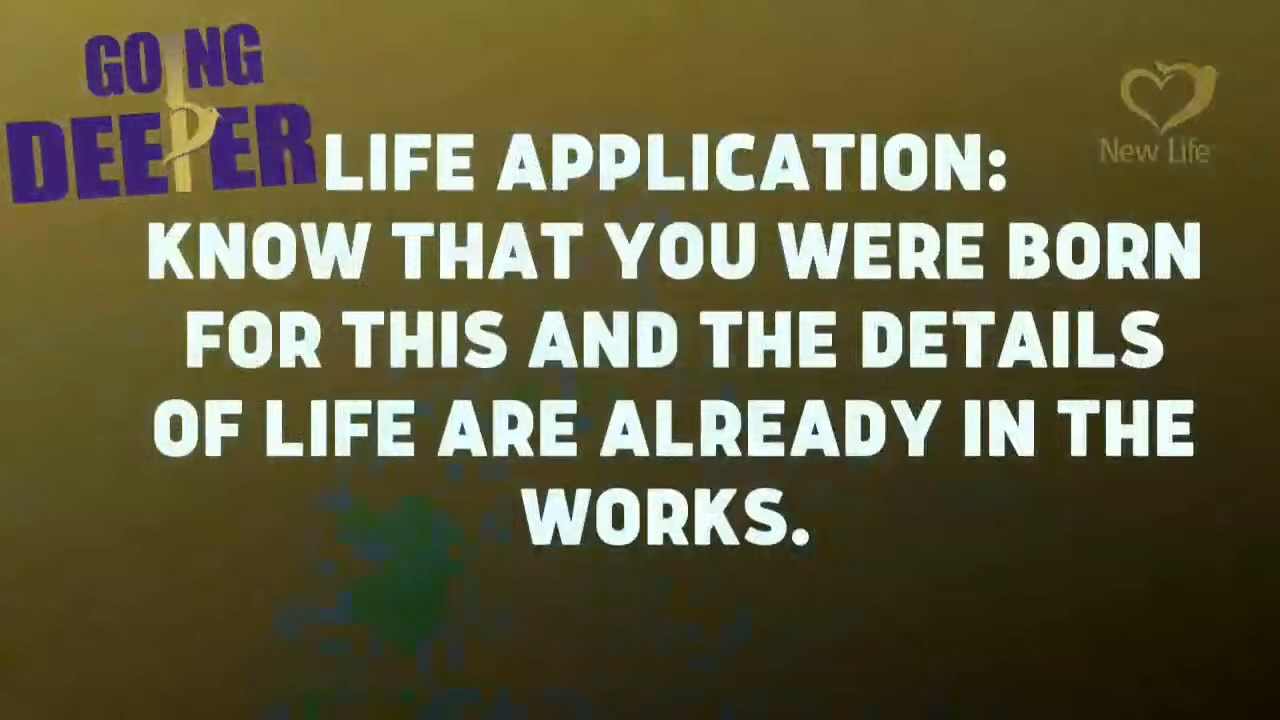 GOING
DEEPER
New Life
LIFE APPLICATION:
KNOW THAT YOU WERE BORN
FOR THIS AND THE DETAILS
OF LIFE ARE ALREADY IN THE
WORKS.